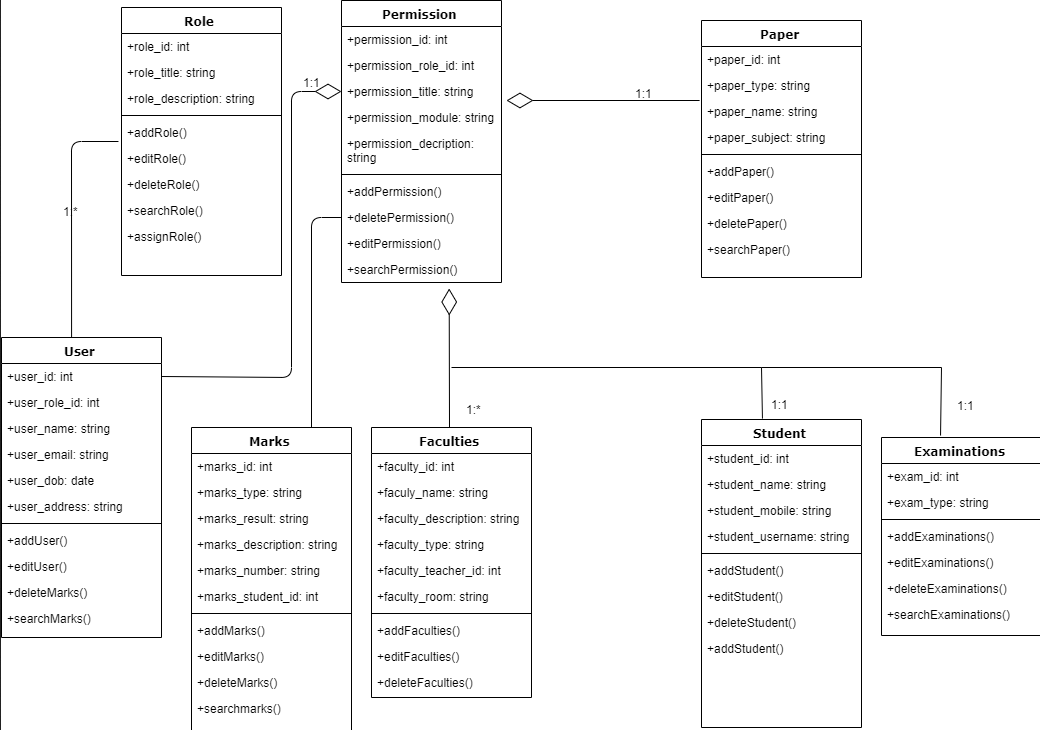 Role
+role_id: int
+role_title: string
+role_description: string
+addRole()
+editRole()
+deleteRole()
+searchRole()
+assignRole()
Permission
+permission_id: int
+permission_role_id: int
+permission_title: string
+permission_module: string
+permission_decription:
string
+addPermission()
+deletePermission()
+editPermission()
+searchPermission()
Paper
+paper_id: int
+paper_type: string
+paper_name: string
+paper_subject: string
+addPaper()
+editPaper()
+deletePaper()
+searchPaper()
1:1
1:1
1:*
User
+user_id: int
+user_role_id: int
+user_name: string
+user_email: string
+user_dob: date
+user_address: string
+addUser()
+editUser()
+deleteMarks()
+searchMarks()
Marks
+marks_id: int
+marks_type: string
+marks_result: string
+marks_description: string
+marks_number: string
+marks_student_id: int
+addMarks()
+editMarks()
+deleteMarks()
+searchmarks()
1:*
Faculties
+faculty_id: int
+faculy_name: string
+faculty_description: string
+faculty_type: string
+faculty_teacher_id: int
+faculty_room: string
+addFaculties()
+editFaculties()
+deleteFaculties()
1:1
Student
+student_id: int
+student_name: string
+student_mobile: string
+student_username: string
+addStudent()
+editStudent()
+deleteStudent()
+addStudent()
1:1
Examinations
+exam_id: int
+exam_type: string
+addExaminations()
+editExaminations()
+deleteExaminations()
+searchExaminations()